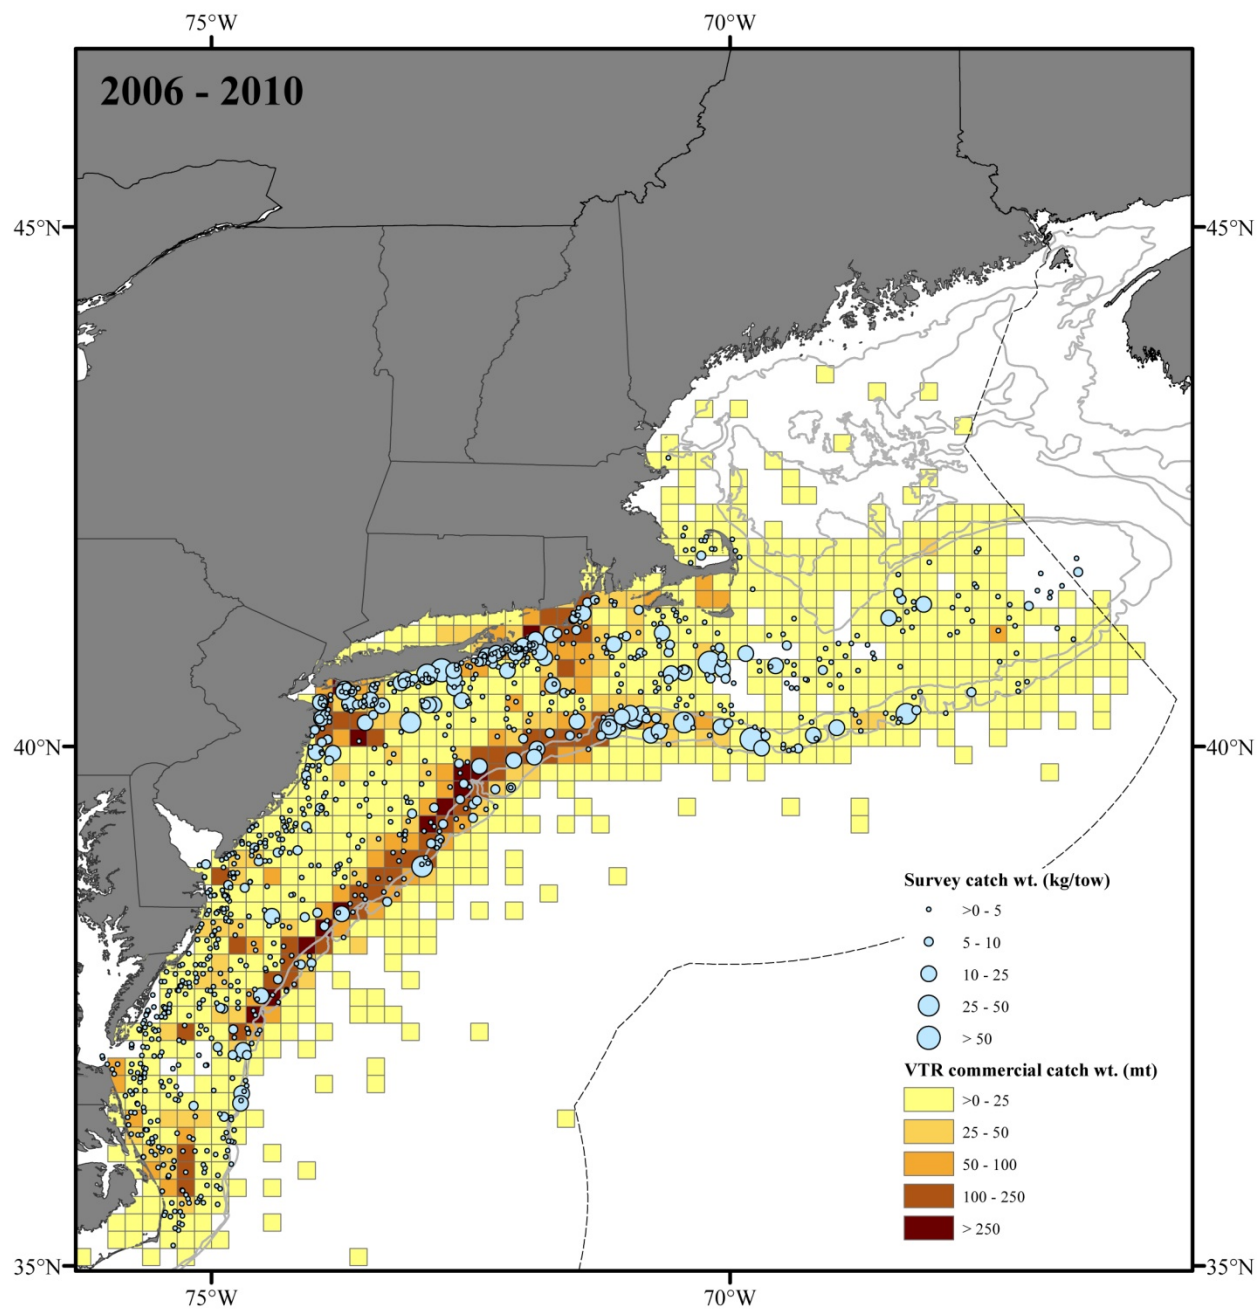 75°W 70°W
2006 - 2010
45°N 45°N
40°N 40°N
Survey catch wt. (kg/tow)
>0 - 5
5 - 10
10 - 25
25 - 50
> 50
VTR commercial catch wt. (mt)
>0 - 25
25 - 50
50 - 100
100 - 250
> 250
35°N 35°N
75°W 70°W